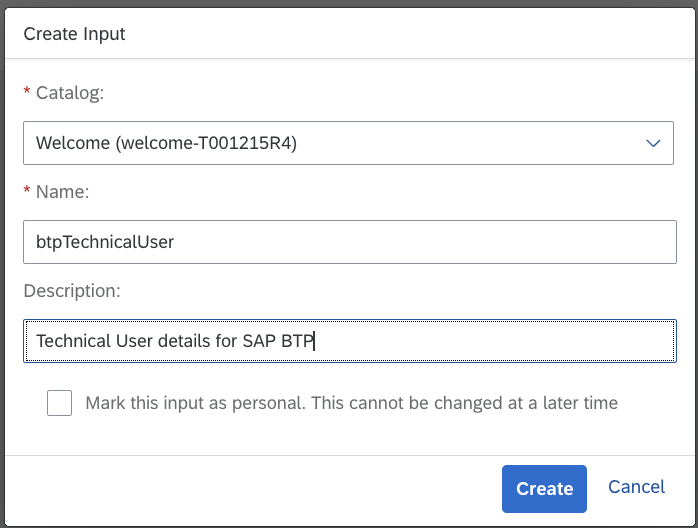 Create Input
* Catalog:
Welcome (welcome-T001215R4)
* Name:
btpTechnicalUser
Description:
Technical User details for SAP BTP
Mark this input as personal. This cannot be changed at a later time
Create Cancel